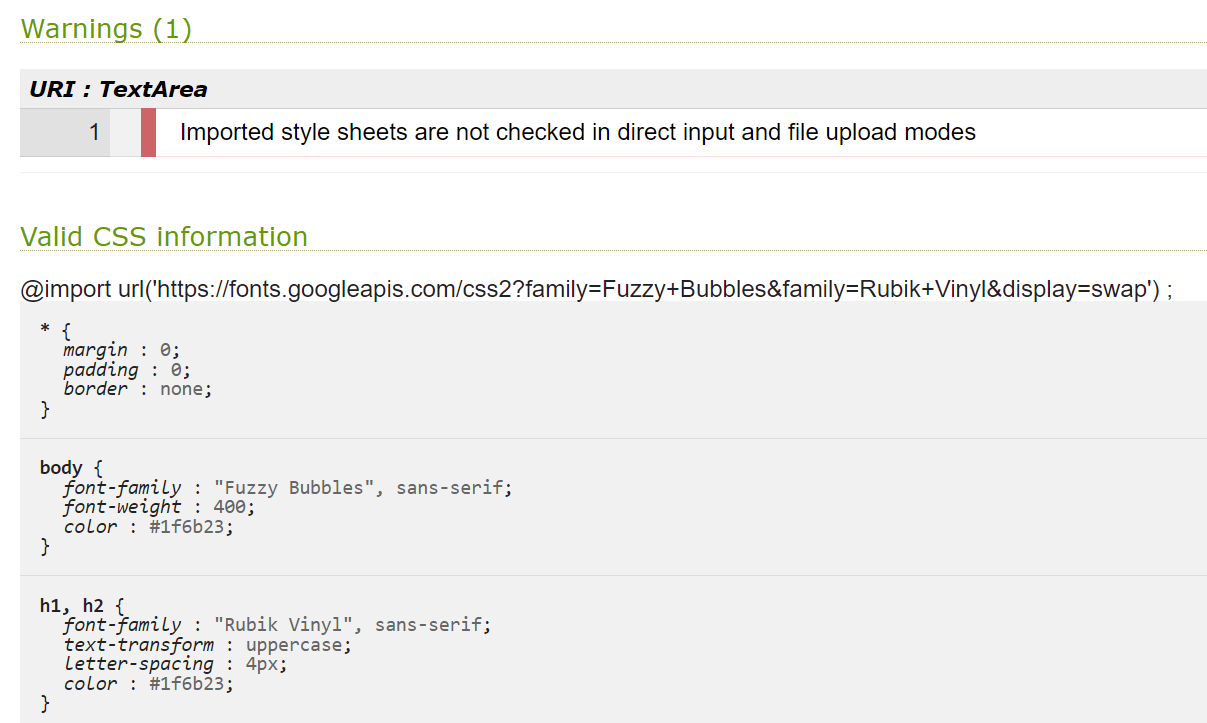 Warnings (1)
URI : TextArea
1 Imported style sheets are not checked in direct input and file upload modes
Valid CSS information
@import url('https://fonts.googleapis.com/css2?family=Fuzzy+Bubbles&family=Rubik+Vinyl&display=swap') ;
* {
margin : 0;
padding : 0;
border : none;
}
body {
font-family : "Fuzzy Bubbles", sans-serif;
font-weight : 400;
color : #1f6b23;
}
h1, h2 {
font-family : "Rubik Vinyl", sans-serif;
text-transform : uppercase;
letter-spacing : 4px;
color : #1f6b23;
}